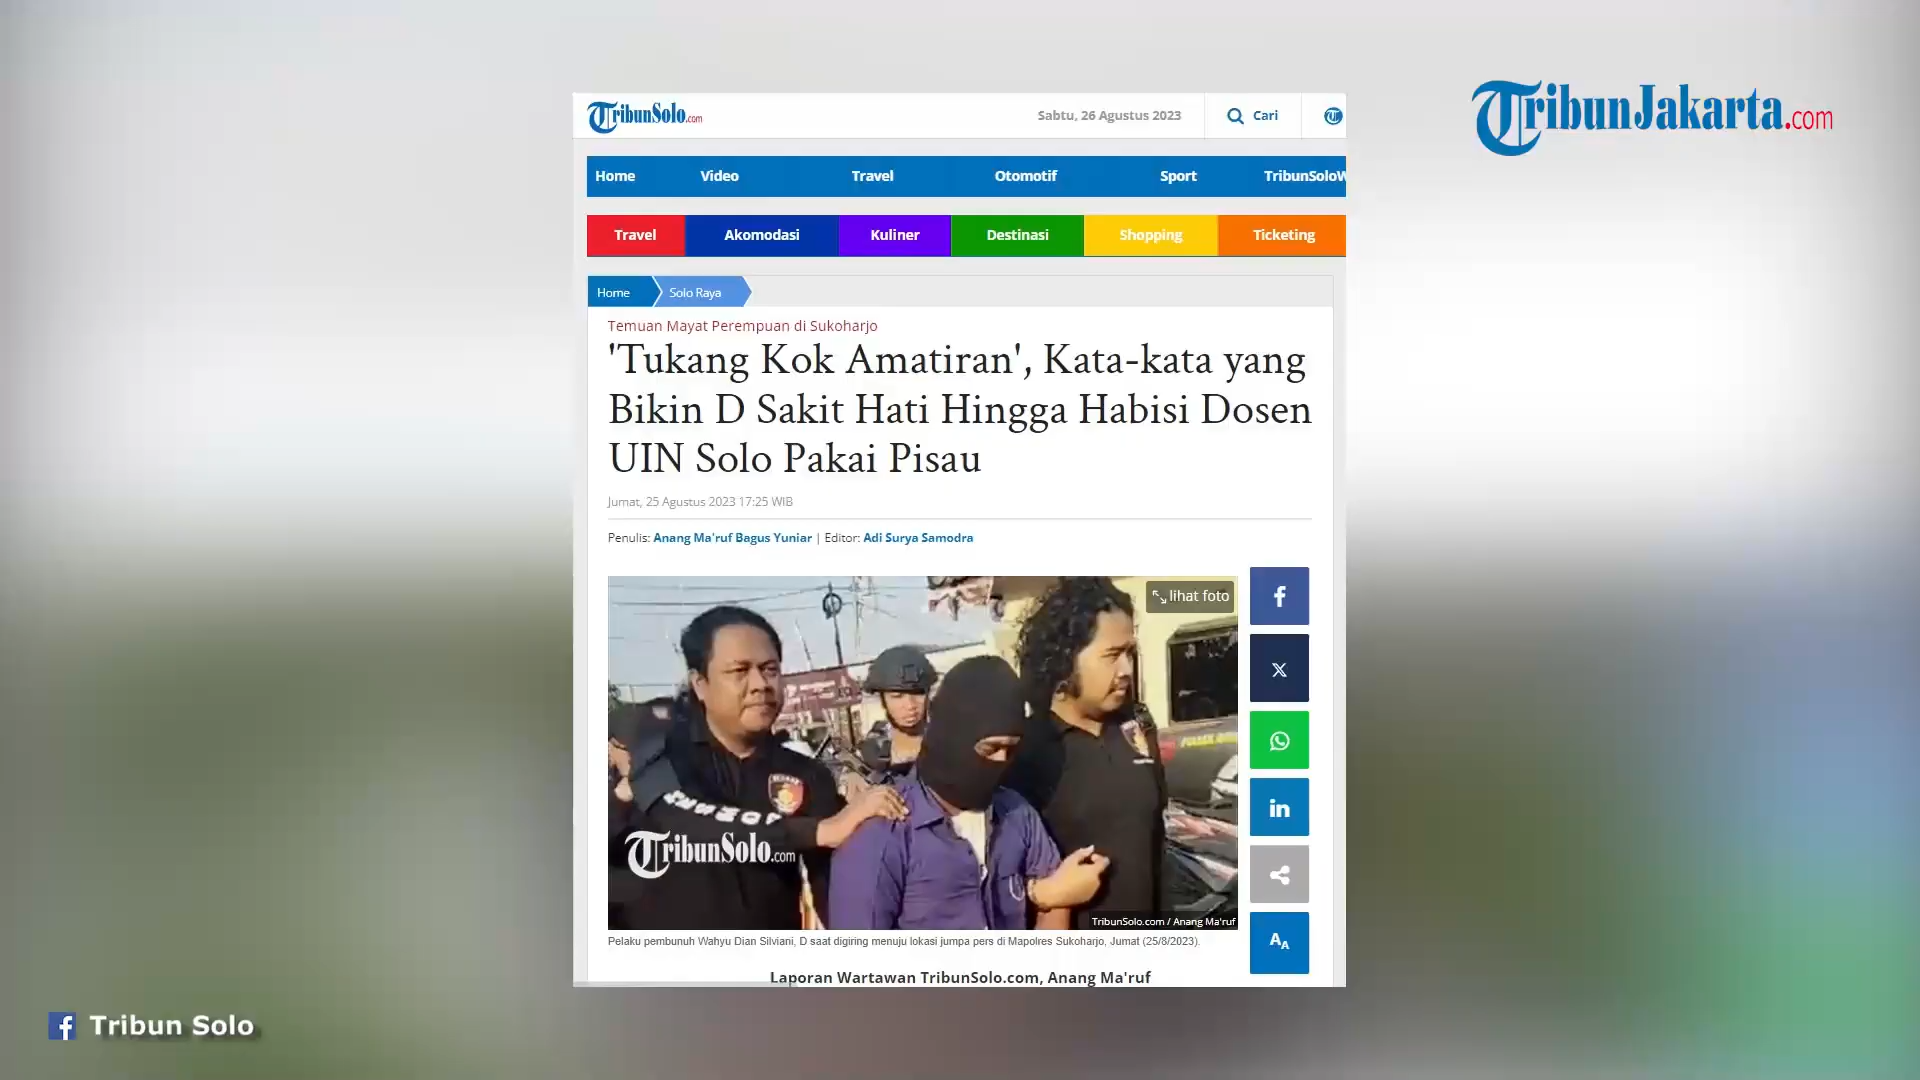 TribunJakarta.com
TribunSolo.com
Sabtu, 26 Agustus 2023
Cari
Home Video Travel Otomotif Sport TribunSoloW
Travel Akomodasi Kuliner Destinasi Shopping Ticketing
Home Solo Raya
Temuan Mayat Perempuan di Sukoharjo
'Tukang Kok Amatiran', Kata-kata yang
Bikin D Sakit Hati Hingga Habisi Dosen
UIN Solo Pakai Pisau
Jumat, 25 Agustus 2023 17:25 WIB
Penulis: Anang Ma'ruf Bagus Yuniar | Editor: Adi Surya Samodra
lihat foto
TribunSolo.com
TribunSolo.com / Anang Ma'ruf
AA
Pelaku pembunuh Wahyu Dian Silviani, D saat digiring menuju lokasi jumpa pers di Mapolres Sukoharjo, Jumat (25/8/2023).
Laporan Wartawan TribunSolo.com, Anang Ma'ruf
Tribun Solo